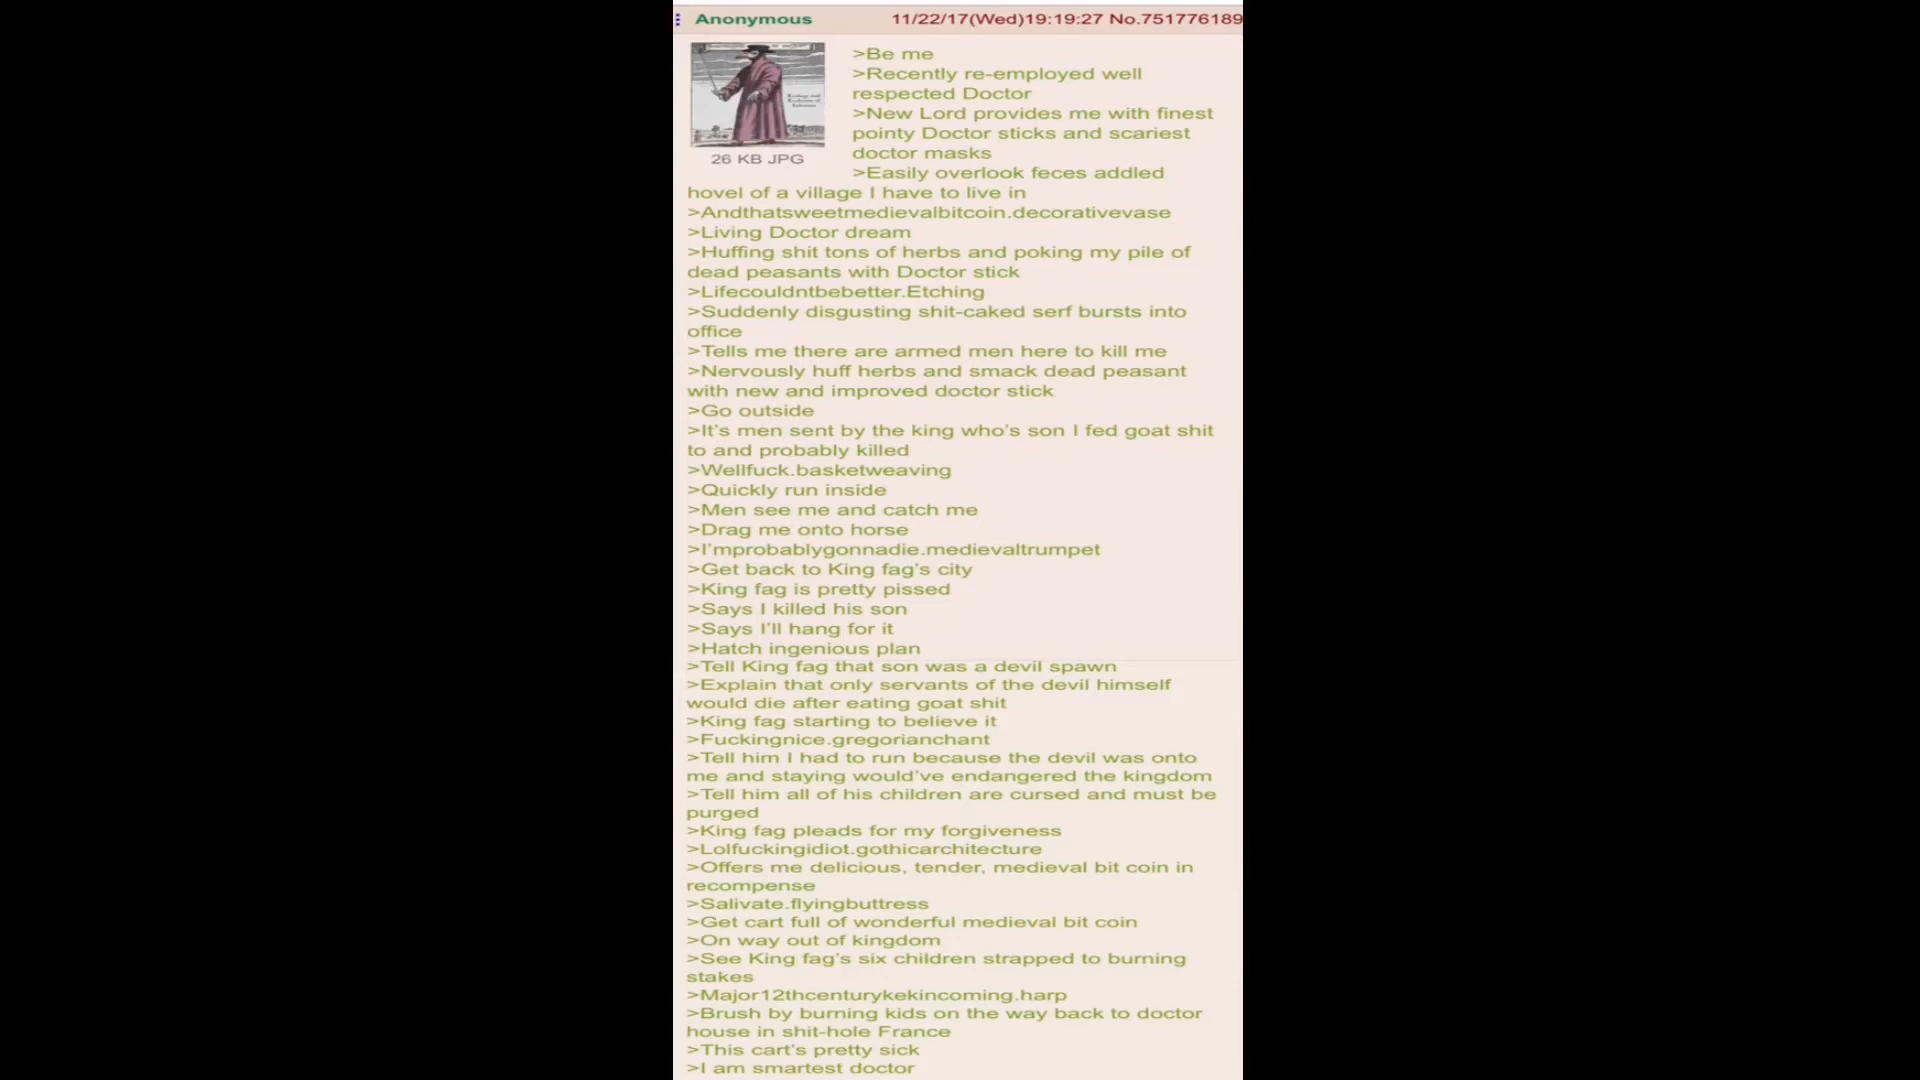 Anonymous 11/22/17(Wed)19:19:27 No.751776189
>Be me
>Recently re-employed well
respected Doctor
>New Lord provides me with finest
pointy Doctor sticks and scariest
doctor masks
26 KB JPG
>Easily overlook feces addled
hovel of a village I have to live in
>Andthatsweetmedievalbitcoin.decorativevase
>Living Doctor dream
>Huffing shit tons of herbs and poking my pile of
dead peasants with Doctor stick
>Lifecouldntbebetter.Etching
>Suddenly disgusting shit-caked serf bursts into
office
>Tells me there are armed men here to kill me
>Nervously huff herbs and smack dead peasant
with new and improved doctor stick
>Go outside
>It's men sent by the king who's son I fed goat shit
to and probably killed
>Wellfuck.basketweaving
>Quickly run inside
>Men see me and catch me
>Drag me onto horse
>I'mprobablygonnadie.medievaltrumpet
>Get back to King fag's city
>King fag is pretty pissed
>Says I killed his son
>Says I'll hang for it
>Hatch ingenious plan
>Tell King fag that son was a devil spawn
>Explain that only servants of the devil himself
would die after eating goat shit
>King fag starting to believe it
>Fuckingnice.gregorianchant
>Tell him I had to run because the devil was onto
me and staying would've endangered the kingdom
>Tell him all of his children are cursed and must be
purged
>King fag pleads for my forgiveness
>Lolfuckingidiot.gothicarchitecture
>Offers me delicious, tender, medieval bit coin in
recompense
>Salivate.flyingbuttress
>Get cart full of wonderful medieval bit coin
>On way out of kingdom
>See King fag's six children strapped to burning
stakes
>Major12thcenturykekincoming.harp
>Brush by burning kids on the way back to doctor
house in shit-hole France
>This cart's pretty sick
>I am smartest doctor